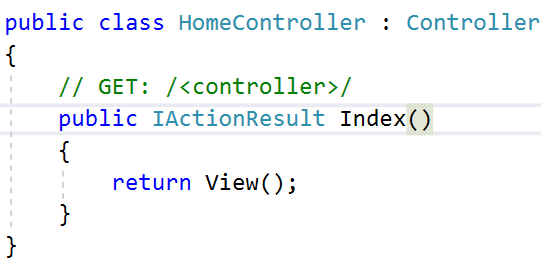 public class HomeController : Controller
{
// GET: /<controller>/
public IActionResult Index()
{
return View();
}
}